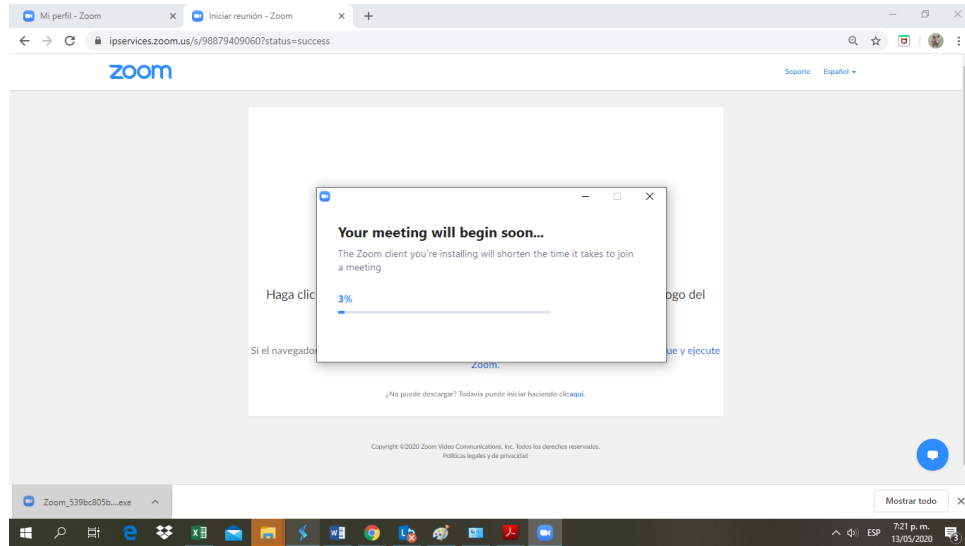 Mi perfil - Zoom
Iniciar reunión - Zoom
ipservices.zoom.us/s/98879409060?status=success
zoom
Soporte Español
Your meeting will begin soon...
The Zoom client you're installing will shorten the time it takes to join
a meeting
3%
Haga clic
ogo del
Si el navegador
ue y ejecute
Zoom.
¿No puede descargar? Todavía puede iniciar haciendo clicaquí.
Copyright ©2020 Zoom Video Communications, Inc. Todos los derechos reservados.
Políticas legales y de privacidad
Zoom_539bc805b....exe
Mostrar todo
ESP
7:21 p. m.
13/05/2020